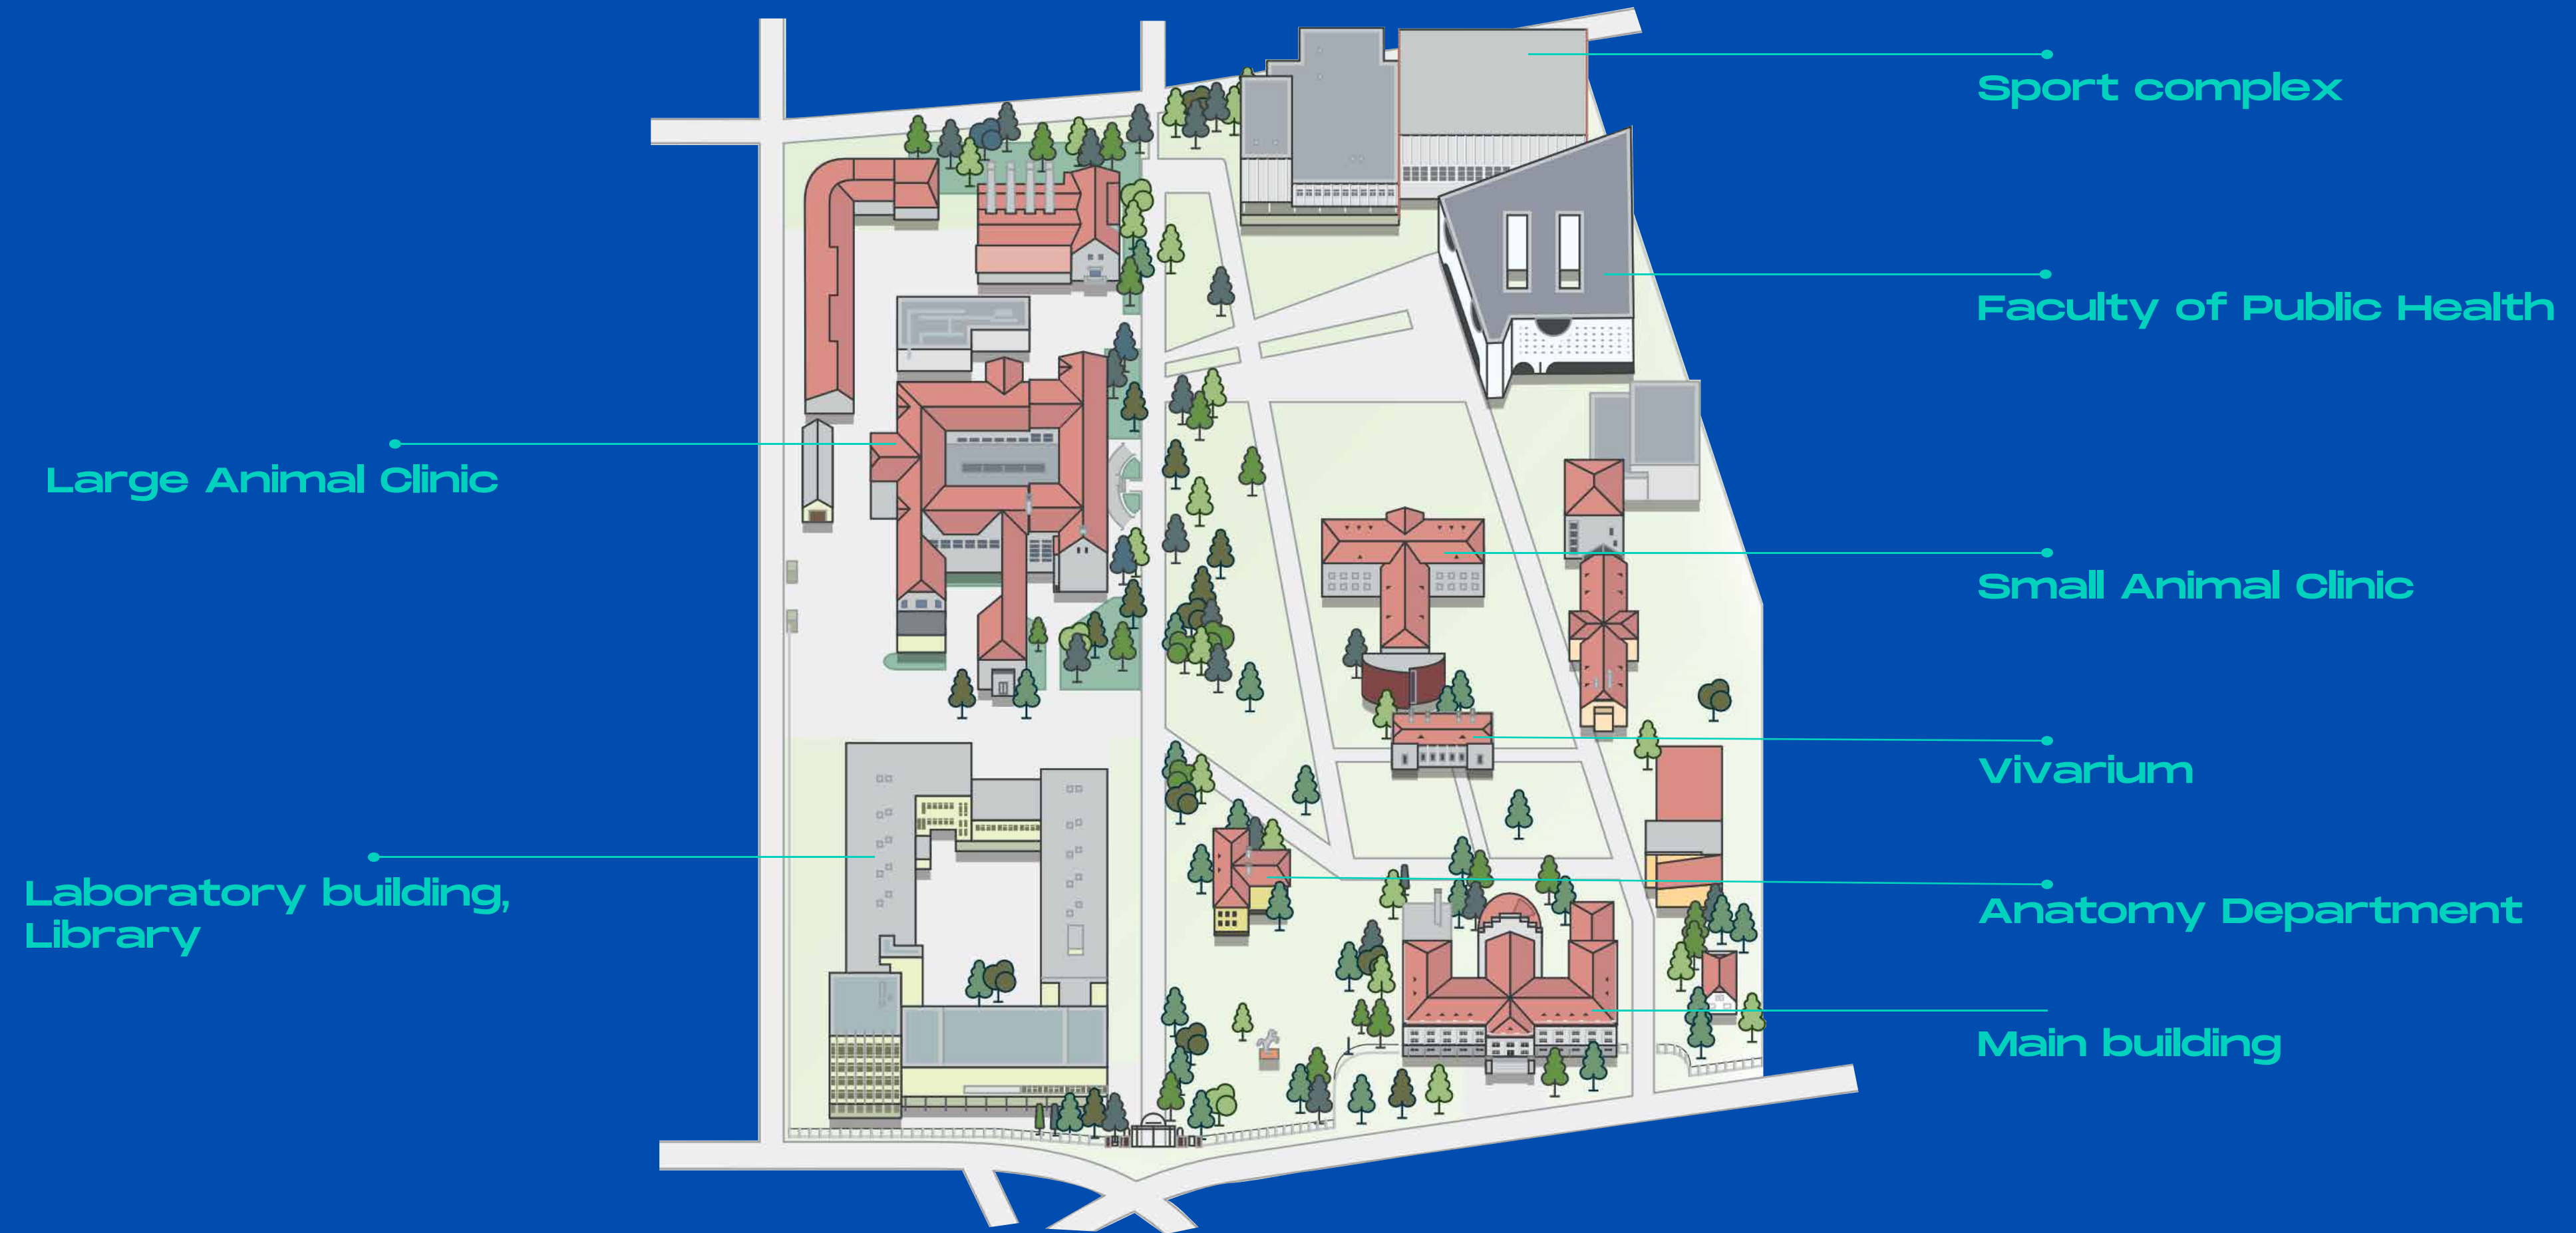 Sport complex
Faculty of Public Health
Large Animal Clinic
Small Animal Clinic
Vivarium
Laboratory building,
Library
Anatomy Department
Main building